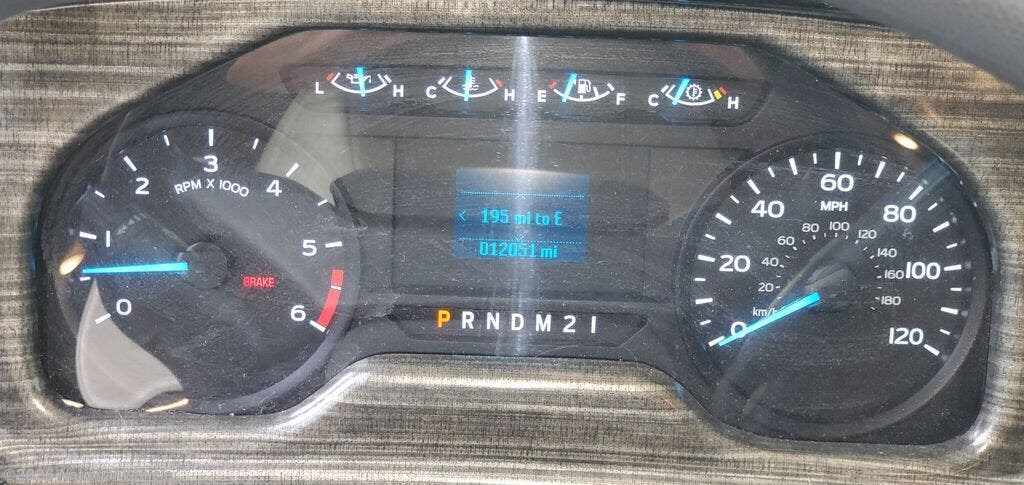 L H C H E F C H
0 1 2 3 4 5 6
RPM X 1000
BRAKE
< 195 mi to E
012051 mi
P R N D M 2 1
0 20 40 60 80 100 120
MPH
20 40 60 80 100 120 140 160 180
km/h